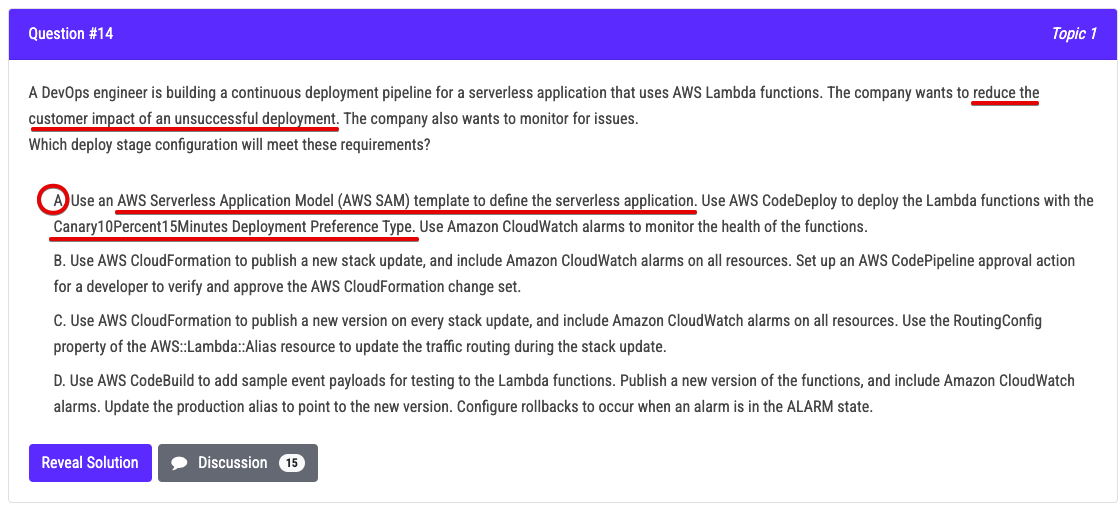 Question #14
Topic 1
A DevOps engineer is building a continuous deployment pipeline for a serverless application that uses AWS Lambda functions. The company wants to reduce the
customer impact of an unsuccessful deployment. The company also wants to monitor for issues.
Which deploy stage configuration will meet these requirements?
A. Use an AWS Serverless Application Model (AWS SAM) template to define the serverless application. Use AWS CodeDeploy to deploy the Lambda functions with the
Canary10Percent15Minutes Deployment Preference Type. Use Amazon CloudWatch alarms to monitor the health of the functions.
B. Use AWS CloudFormation to publish a new stack update, and include Amazon CloudWatch alarms on all resources. Set up an AWS CodePipeline approval action
for a developer to verify and approve the AWS CloudFormation change set.
C. Use AWS CloudFormation to publish a new version on every stack update, and include Amazon CloudWatch alarms on all resources. Use the RoutingConfig
property of the AWS::Lambda::Alias resource to update the traffic routing during the stack update.
D. Use AWS CodeBuild to add sample event payloads for testing to the Lambda functions. Publish a new version of the functions, and include Amazon CloudWatch
alarms. Update the production alias to point to the new version. Configure rollbacks to occur when an alarm is in the ALARM state.
Reveal Solution
Discussion 15